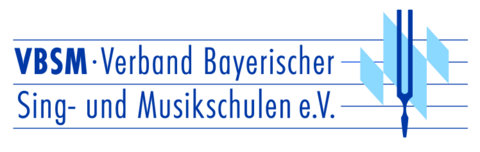 VBSM · Verband Bayerischer
Sing- und Musikschulen e.V.